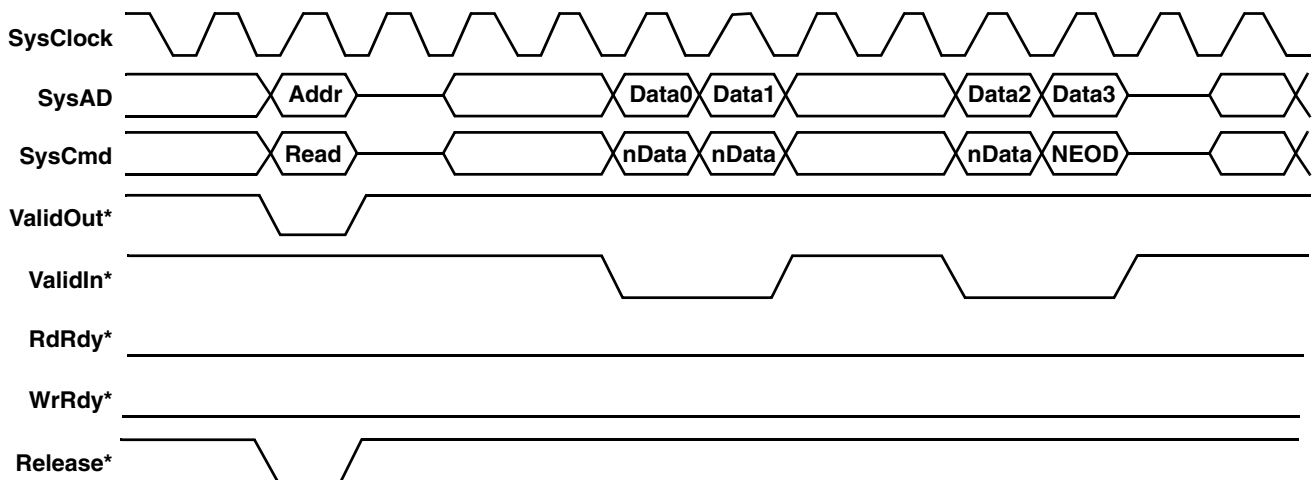 SysClock
SysAD Addr Data0 Data1 Data2 Data3
SysCmd Read nData nData nData NEOD
ValidOut*
ValidIn*
RdRdy*
WrRdy*
Release*